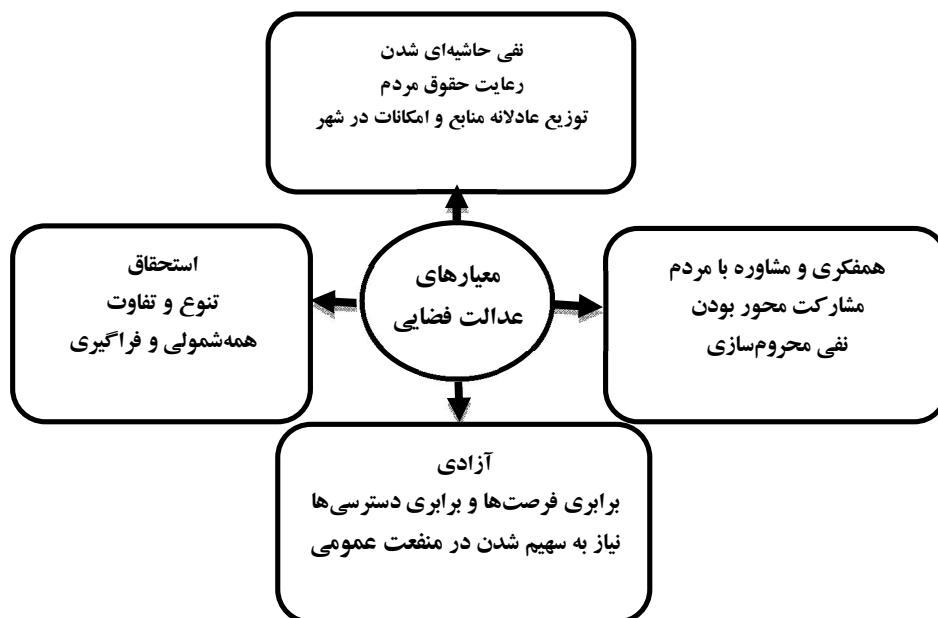 نفی حاشیه‌ای شدن
رعایت حقوق مردم
توزیع عادلانه منابع و امکانات در شهر
همفکری و مشاوره با مردم
مشارکت محور بودن
نفی محروم‌سازی
معیارهای
عدالت فضایی
استحقاق
تنوع و تفاوت
همه‌شمولی و فراگیری
آزادی
برابری فرصت‌ها و برابری دسترسی‌ها
نیاز به سهیم شدن در منفعت عمومی